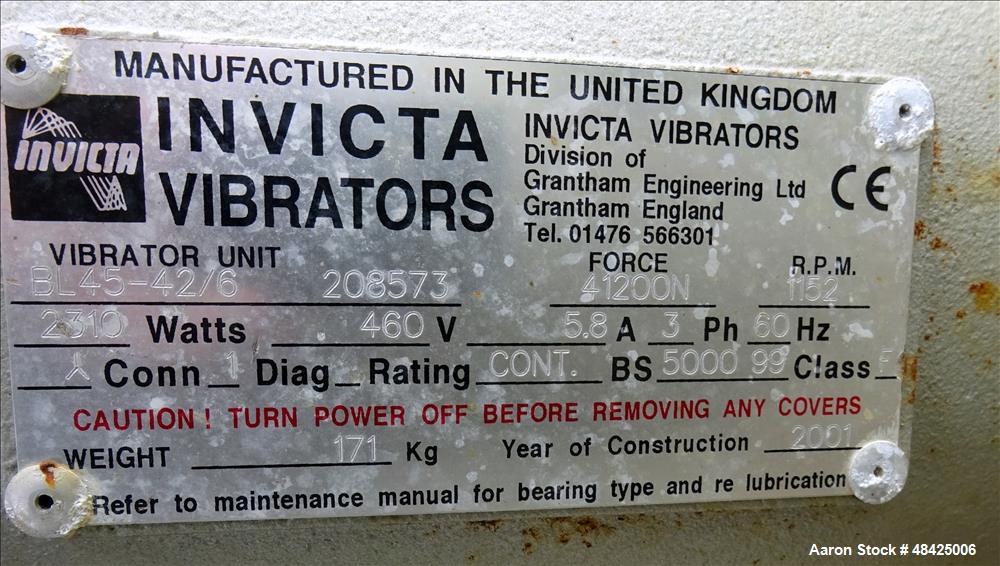 MANUFACTURED IN THE UNITED KINGDOM
INVICTA
INVICTA
VIBRATORS
INVICTA VIBRATORS
Division of
Grantham Engineering Ltd
Grantham England
Tel. 01476 566301
CE
VIBRATOR UNIT FORCE R.P.M.
BL45-42/6 208573 41200N 1152
2310 Watts 460 V 5.8 A 3 Ph 60 Hz
Conn 1 Diag Rating CONT. BS 5000 99 Class F
CAUTION! TURN POWER OFF BEFORE REMOVING ANY COVERS
WEIGHT 171 Kg Year of Construction 2001
Refer to maintenance manual for bearing type and re lubrication
Aaron Stock # 48425006